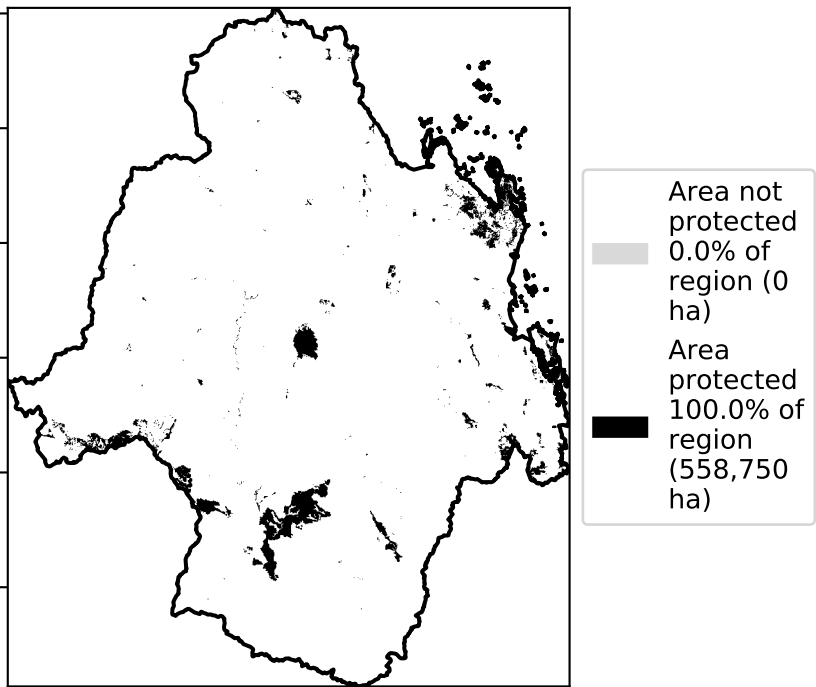 Area not
protected
0.0% of
region (0
ha)
Area
protected
100.0% of
region
(558,750
ha)